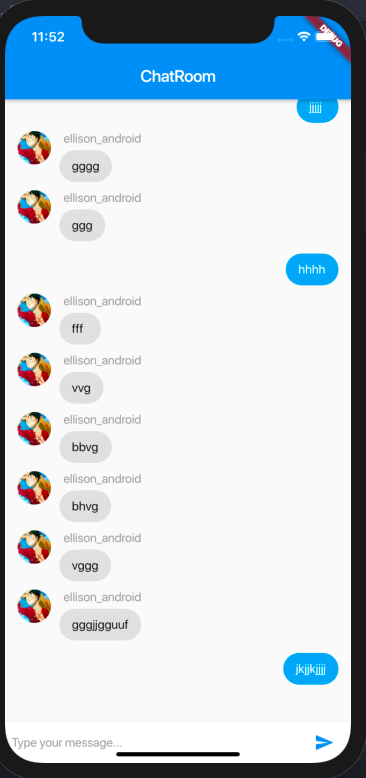 11:52
DEBUG
ChatRoom
jjjjj
ellison_android
gggg
ellison_android
ggg
hhhh
ellison_android
fff
ellison_android
vvg
ellison_android
bbvg
ellison_android
bhvg
ellison_android
vggg
ellison_android
gggjjgguuf
jkjjkjjjj
Type your message...